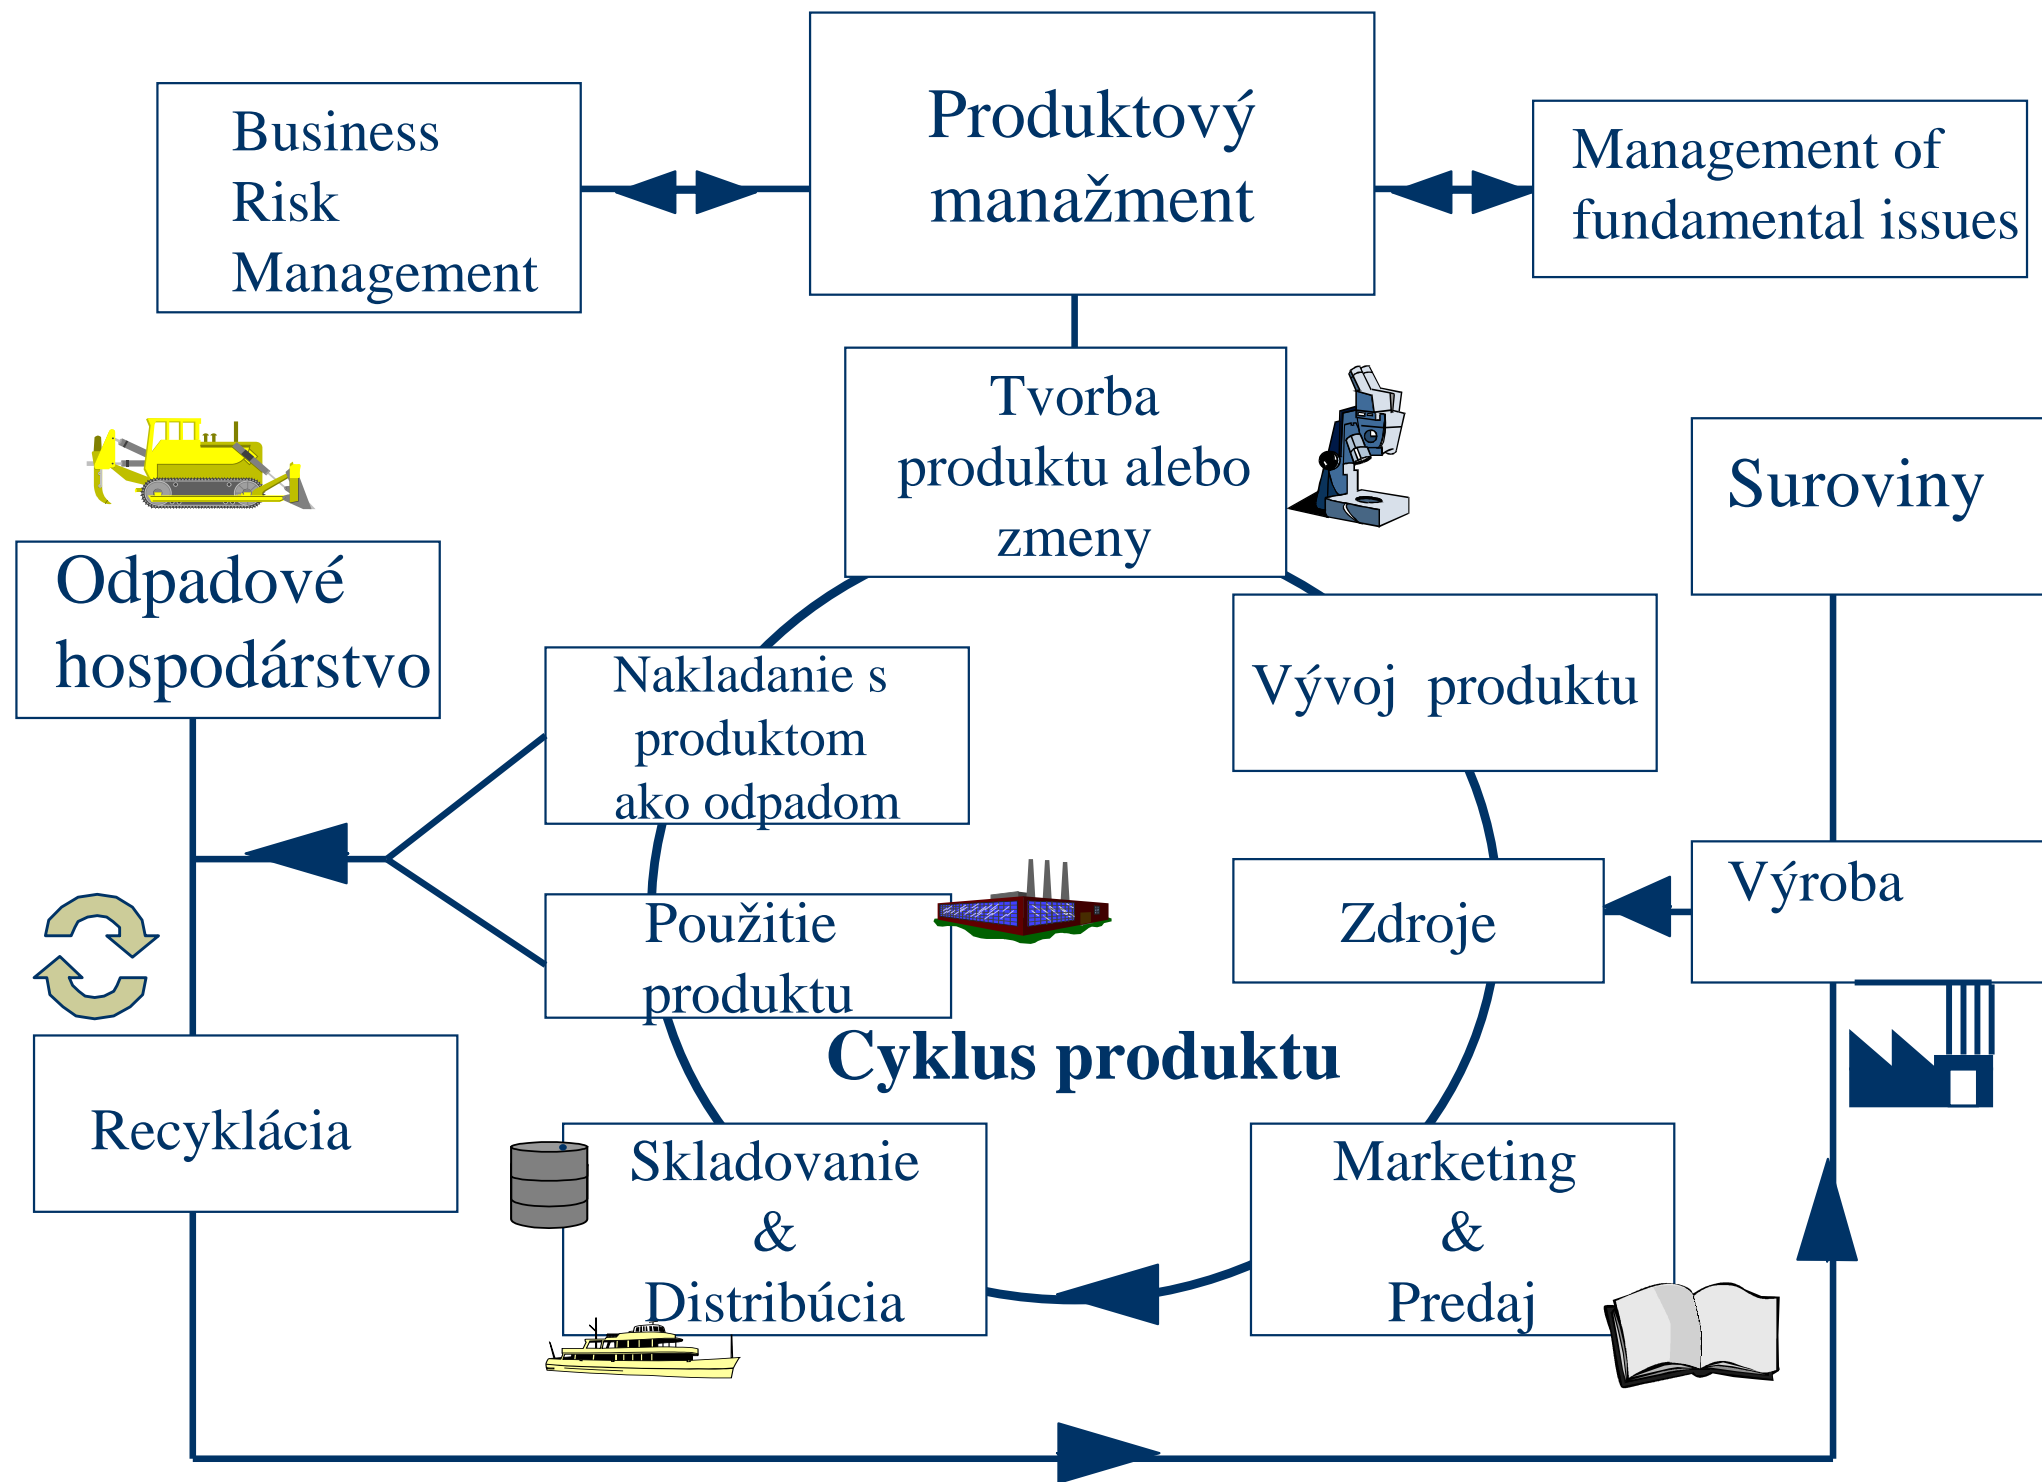 Business
Risk
Management
Produktový
manažment
Management of
fundamental issues
Tvorba
produktu alebo
zmeny
Suroviny
Odpadové
hospodárstvo
Nakladanie s
produktom
ako odpadom
Vývoj produktu
Výroba
Použitie
produktu
Zdroje
Cyklus produktu
Recyklácia
Skladovanie
&
Distribúcia
Marketing
&
Predaj